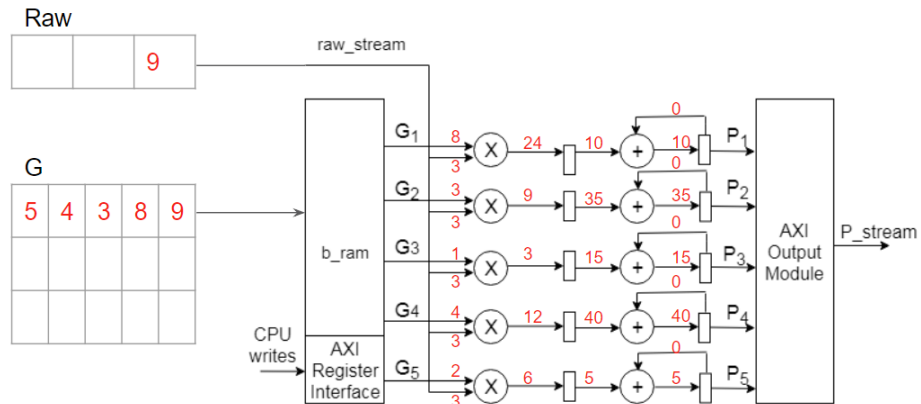 Raw
9
raw_stream
G
5 4 3 8 9
b_ram
CPU
writes
AXI
Register
Interface
G1 8 3 X 24 10 + 10 0 P1
G2 3 3 X 9 35 + 35 0 P2
G3 1 3 X 3 15 + 15 0 P3
G4 4 3 X 12 40 + 40 0 P4
G5 2 3 X 6 5 + 5 0 P5
AXI
Output
Module
P_stream